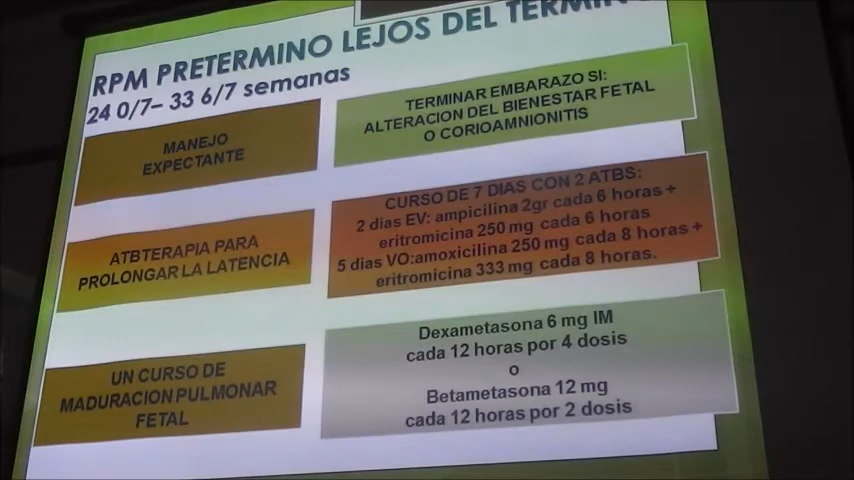 RPM PRETERMINO LEJOS DEL TERMINO
24 0/7– 33 6/7 semanas
MANEJO
EXPECTANTE
TERMINAR EMBARAZO SI:
ALTERACION DEL BIENESTAR FETAL
O CORIOAMNIONITIS
ATBTERAPIA PARA
PROLONGAR LA LATENCIA
CURSO DE 7 DIAS CON 2 ATBS:
2 dias EV: ampicilina 2gr cada 6 horas +
eritromicina 250 mg cada 6 horas
5 dias VO:amoxicilina 250 mg cada 8 horas +
eritromicina 333 mg cada 8 horas.
UN CURSO DE
MADURACION PULMONAR
FETAL
Dexametasona 6 mg IM
cada 12 horas por 4 dosis
o
Betametasona 12 mg
cada 12 horas por 2 dosis